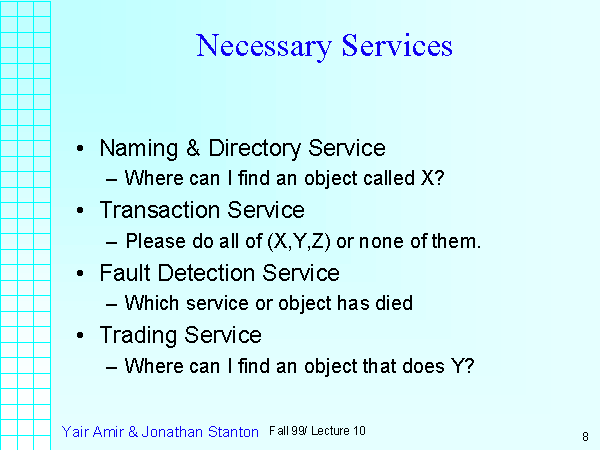 Necessary Services
• Naming & Directory Service
– Where can I find an object called X?
• Transaction Service
– Please do all of (X,Y,Z) or none of them.
• Fault Detection Service
– Which service or object has died
• Trading Service
– Where can I find an object that does Y?
Yair Amir & Jonathan Stanton Fall 99/ Lecture 10 8